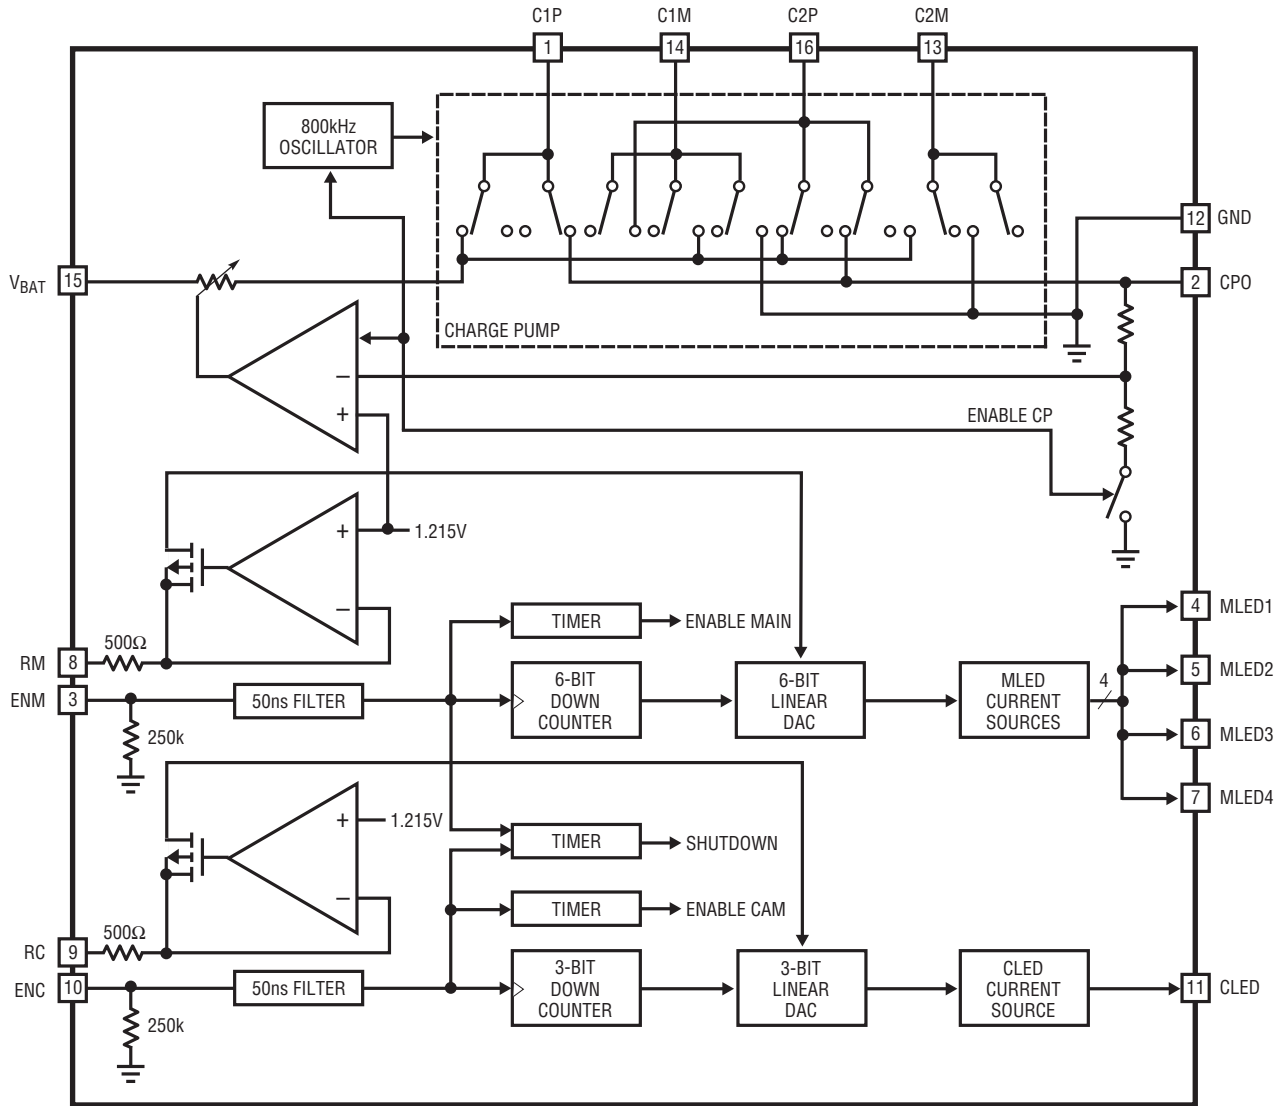 C1P C1M C2P C2M
1 14 16 13
800kHz
OSCILLATOR
12 GND
VBAT 15
2 CPO
CHARGE PUMP
–
+
ENABLE CP
+ 1.215V
–
4 MLED1
TIMER ENABLE MAIN
500Ω
RM 8
6-BIT
DOWN
COUNTER
6-BIT
LINEAR
DAC
MLED
CURRENT
SOURCES
4
5 MLED2
ENM 3
50ns FILTER
250k
6 MLED3
7 MLED4
+ 1.215V
–
TIMER SHUTDOWN
TIMER ENABLE CAM
500Ω
RC 9
ENC 10
50ns FILTER
3-BIT
DOWN
COUNTER
3-BIT
LINEAR
DAC
CLED
CURRENT
SOURCE
11 CLED
250k